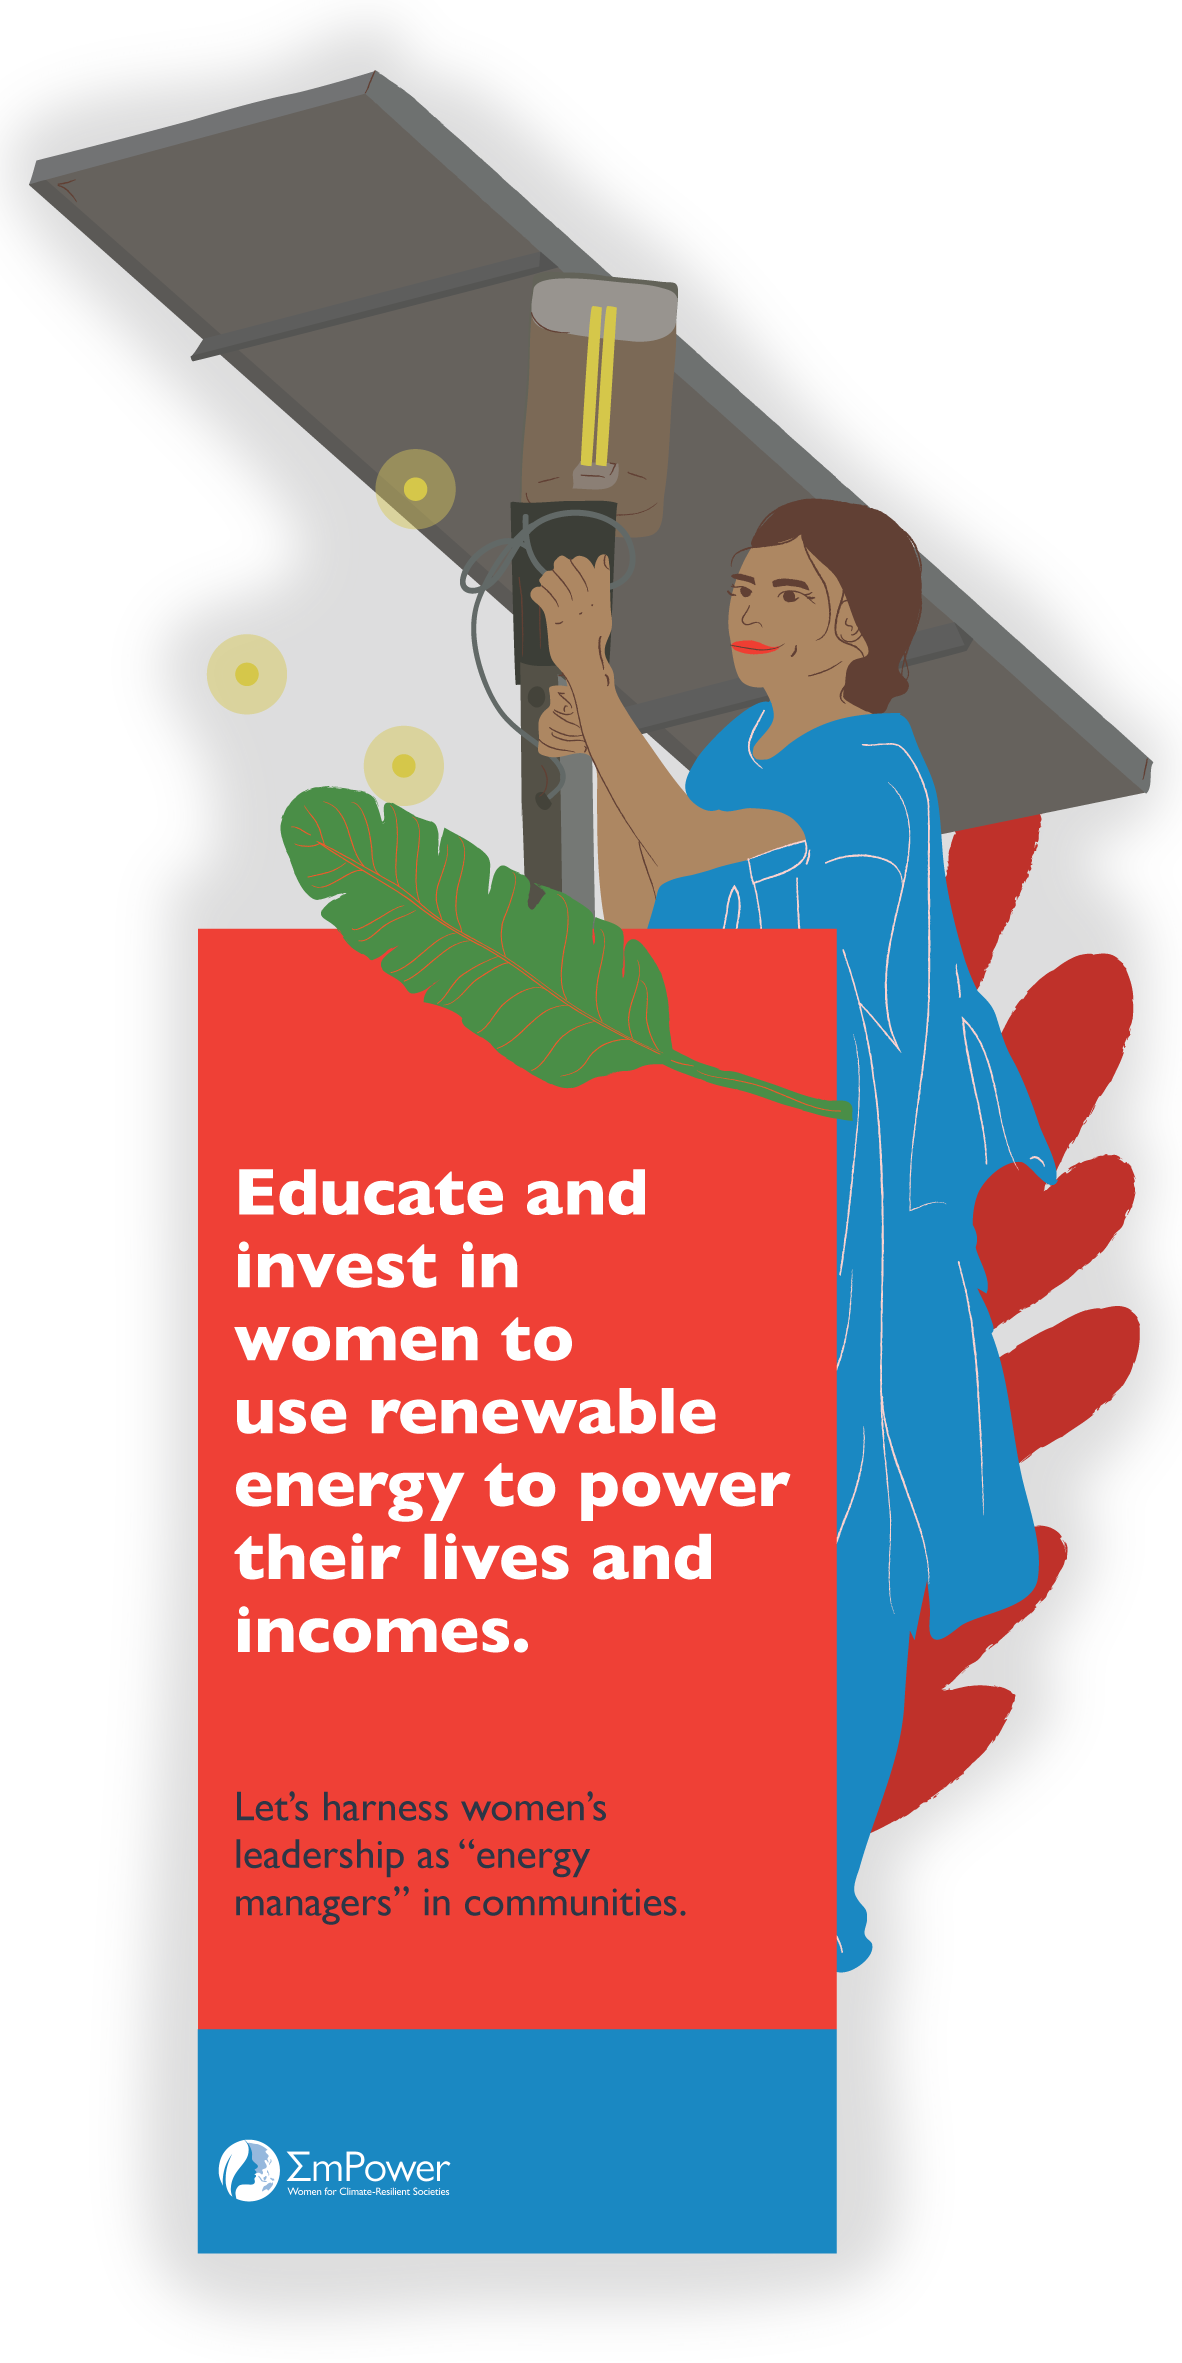 Educate and
invest in
women to
use renewable
energy to power
their lives and
incomes.
Let’s harness women’s
leadership as “energy
managers” in communities.
ΣmPower
Women for Climate-Resilient Societies